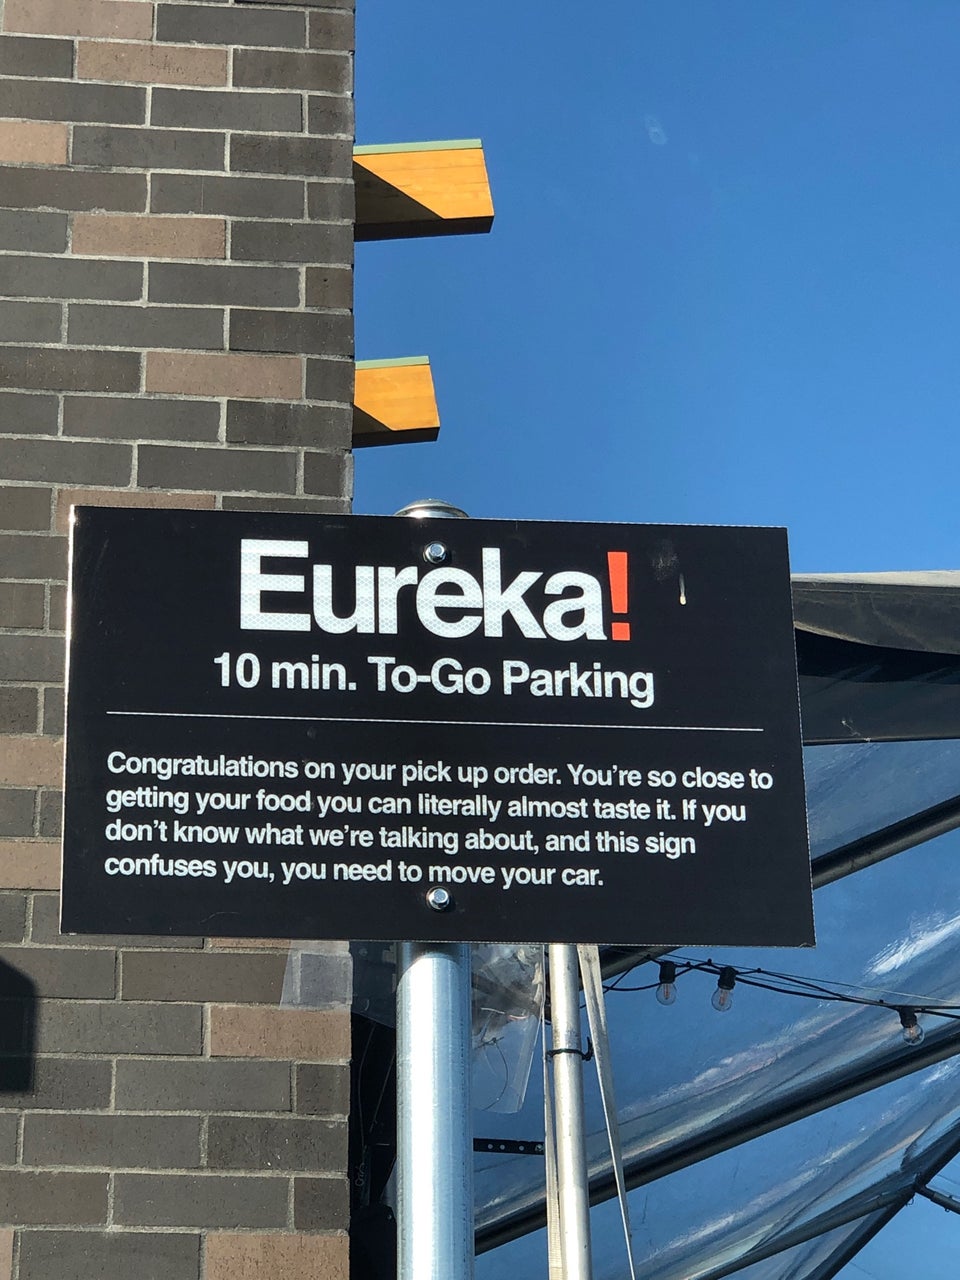 Eureka!
10 min. To-Go Parking
Congratulations on your pick up order. You're so close to
getting your food you can literally almost taste it. If you
don't know what we're talking about, and this sign
confuses you, you need to move your car.